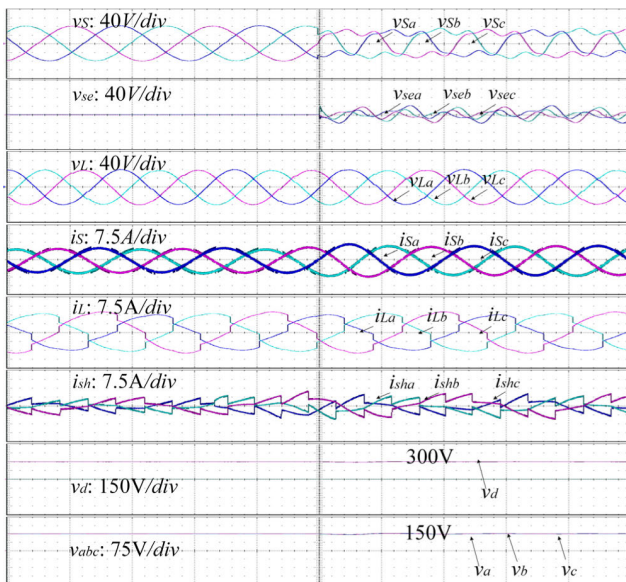 vS: 40V/div
vSa vSb vSc
vse: 40V/div
vsea vseb vsec
vL: 40V/div
vLa vLb vLc
iS: 7.5A/div
iSa iSb iSc
iL: 7.5A/div
iLa iLb iLc
ish: 7.5A/div
isha ishb ishc
300V
vd: 150V/div
vd
150V
vabc: 75V/div
va vb vc